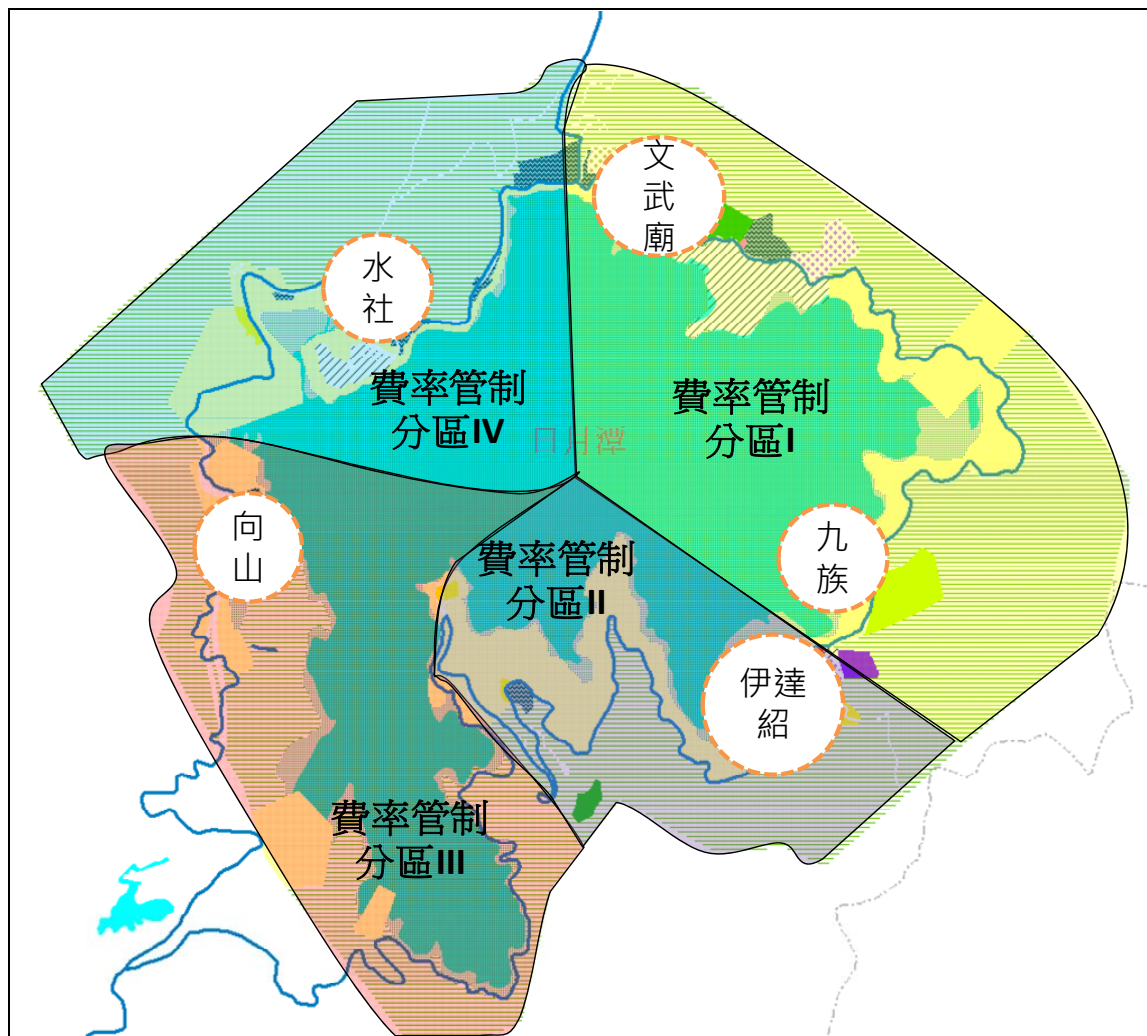 文
武
廟
水
社
費率管制
分區IV
費率管制
分區I
日月潭
向
山
九
族
費率管制
分區II
伊達
紹
費率管制
分區III